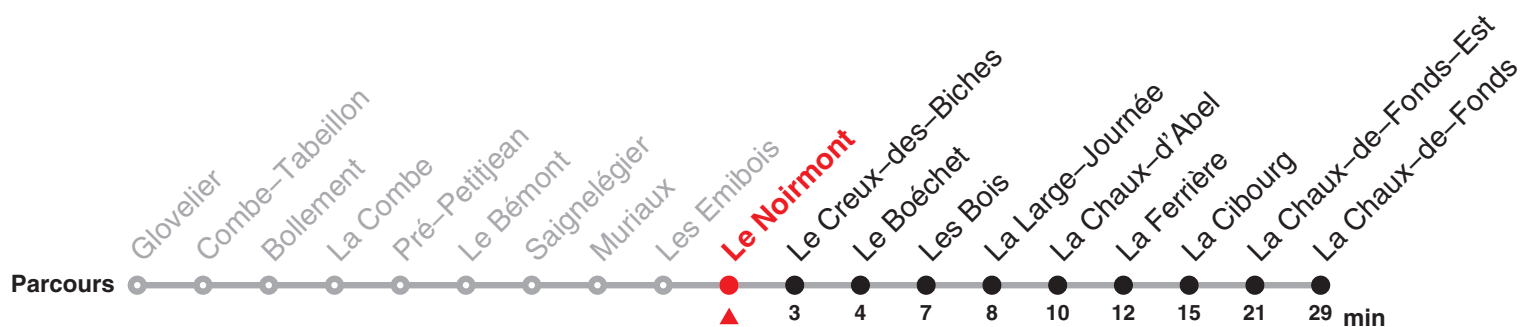 Glovelier
Combe–Tabeillon
Bollement
La Combe
Pré–Petitjean
Le Bémont
Saignelégier
Muriaux
Les Emibois
Le Noirmont
Le Creux–des–Biches
Le Boéchet
Les Bois
La Large–Journée
La Chaux–d'Abel
La Ferrière
La Cibourg
La Chaux–de–Fonds–Est
La Chaux–de–Fonds
Parcours
3 4 7 8 10 12 15 21 29 min